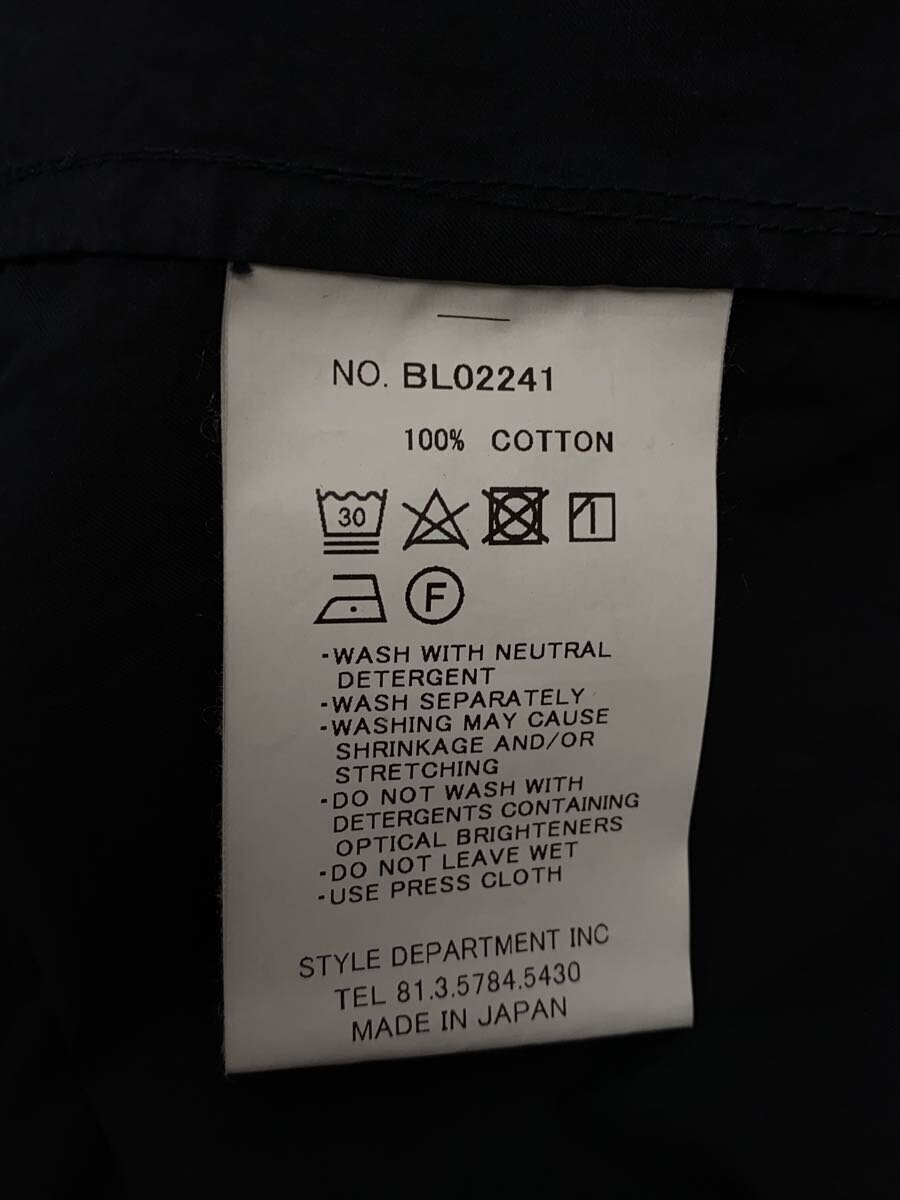 NO. BL02241
100% COTTON
30
F
-WASH WITH NEUTRAL
DETERGENT
-WASH SEPARATELY
-WASHING MAY CAUSE
SHRINKAGE AND/OR
STRETCHING
-DO NOT WASH WITH
DETERGENTS CONTAINING
OPTICAL BRIGHTENERS
-DO NOT LEAVE WET
-USE PRESS CLOTH
STYLE DEPARTMENT INC
TEL 81.3.5784.5430
MADE IN JAPAN